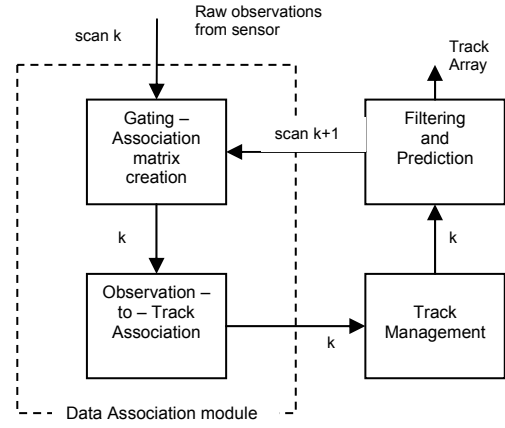 Raw observations
from sensor
scan k
Track
Array
Gating –
Association
matrix
creation
scan k+1
Filtering
and
Prediction
k
k
Observation –
to – Track
Association
k
Track
Management
Data Association module